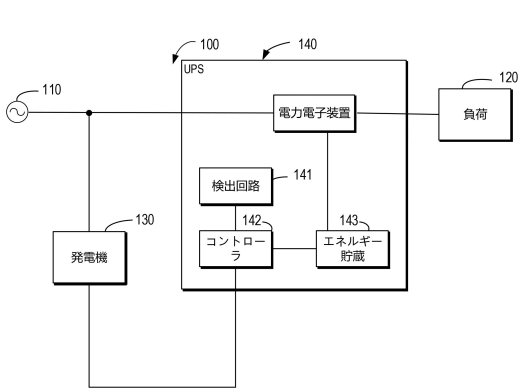 100
140
UPS
110
120
電力電子装置
負荷
検出回路
141
130
142
143
発電機
コントロー
ラ
エネルギー
貯蔵